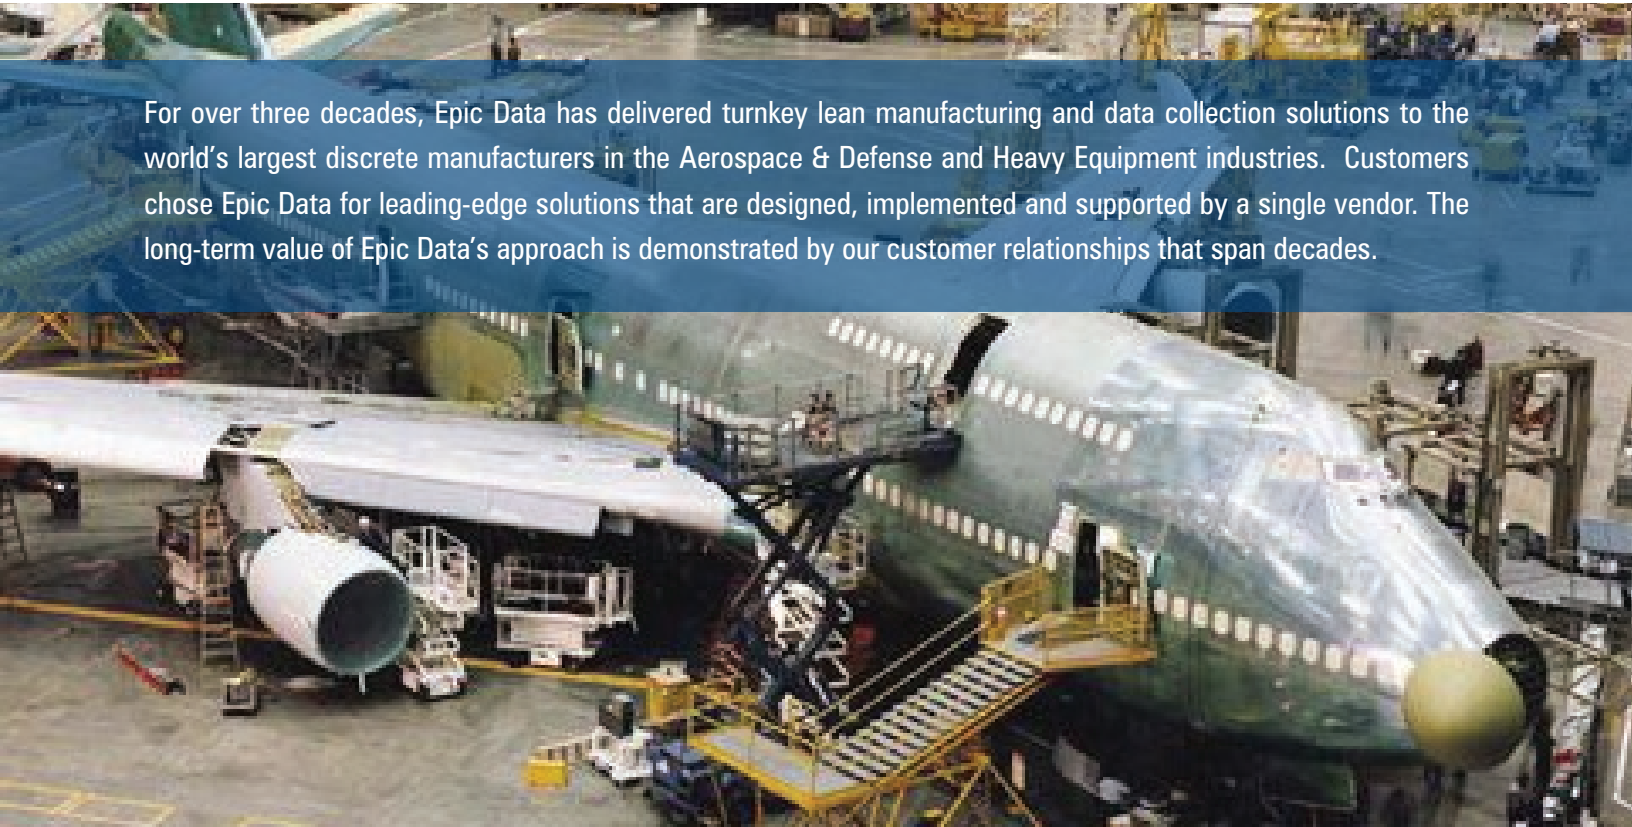 For over three decades, Epic Data has delivered turnkey lean manufacturing and data collection solutions to the
world’s largest discrete manufacturers in the Aerospace & Defense and Heavy Equipment industries.  Customers
chose Epic Data for leading-edge solutions that are designed, implemented and supported by a single vendor. The
long-term value of Epic Data’s approach is demonstrated by our customer relationships that span decades.